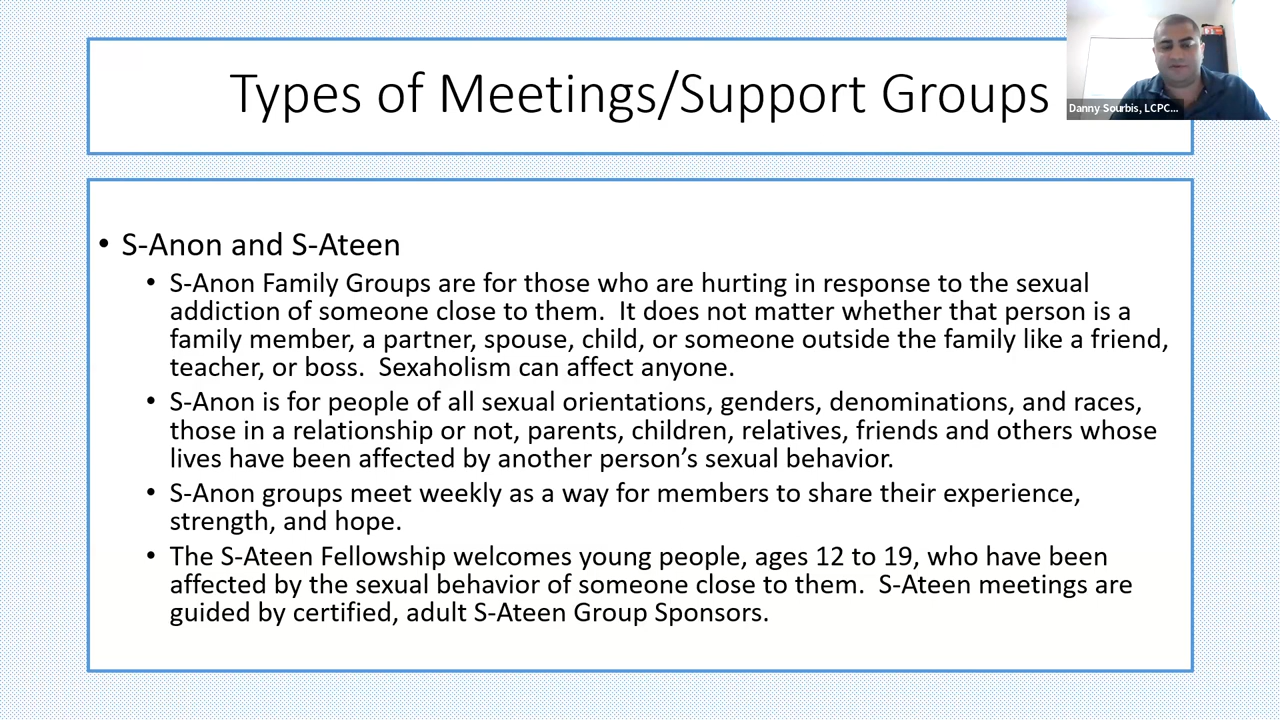 Types of Meetings/Support Groups
Danny Sourbis, LCPC...
• S-Anon and S-Ateen
• S-Anon Family Groups are for those who are hurting in response to the sexual
addiction of someone close to them.  It does not matter whether that person is a
family member, a partner, spouse, child, or someone outside the family like a friend,
teacher, or boss.  Sexaholism can affect anyone.
• S-Anon is for people of all sexual orientations, genders, denominations, and races,
those in a relationship or not, parents, children, relatives, friends and others whose
lives have been affected by another person’s sexual behavior.
• S-Anon groups meet weekly as a way for members to share their experience,
strength, and hope.
• The S-Ateen Fellowship welcomes young people, ages 12 to 19, who have been
affected by the sexual behavior of someone close to them.  S-Ateen meetings are
guided by certified, adult S-Ateen Group Sponsors.